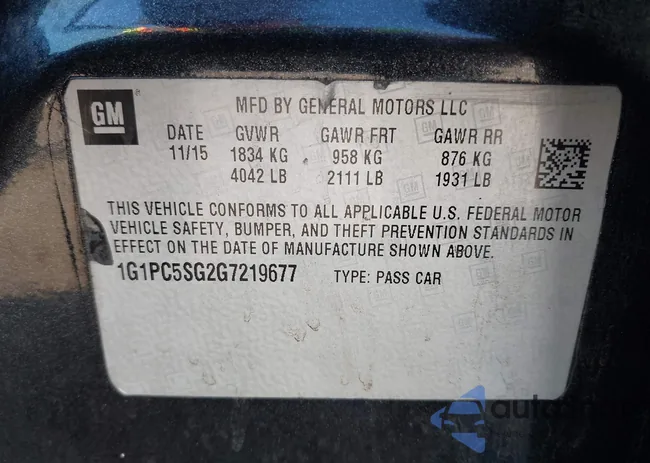 GM
MFD BY GENERAL MOTORS LLC
DATE GVWR GAWR FRT GAWR RR
11/15 1834 KG 958 KG 876 KG
4042 LB 2111 LB 1931 LB
THIS VEHICLE CONFORMS TO ALL APPLICABLE U.S. FEDERAL MOTOR
VEHICLE SAFETY, BUMPER, AND THEFT PREVENTION STANDARDS IN
EFFECT ON THE DATE OF MANUFACTURE SHOWN ABOVE.
1G1PC5SG2G7219677 TYPE: PASS CAR